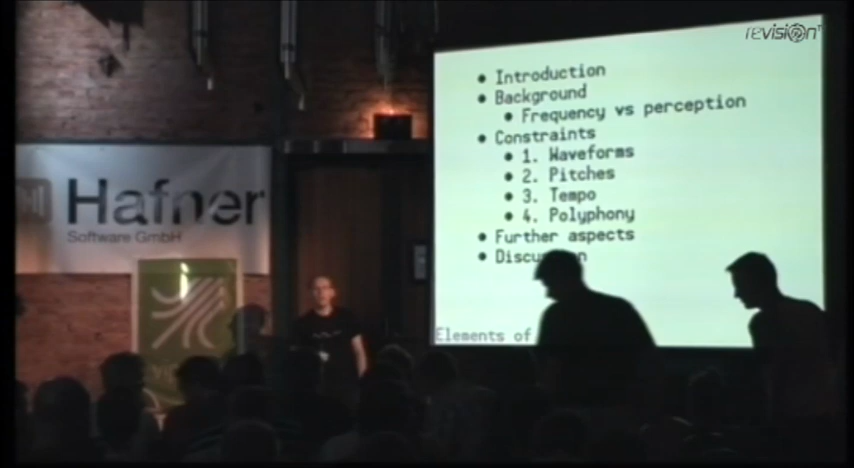 revision
Hafner
Software GmbH
• Introduction
• Background
• Frequency vs perception
• Constraints
• 1. Waveforms
• 2. Pitches
• 3. Tempo
• 4. Polyphony
• Further aspects
•
Elements of